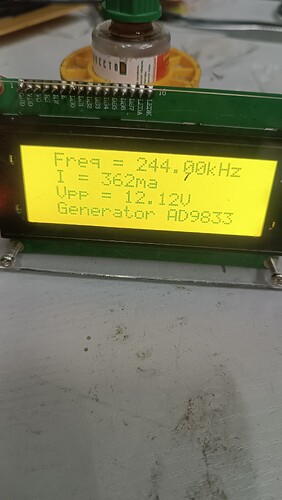 Freq = 244.00kHz
I = 362ma
Vpp = 12.12V
Generator AD9833